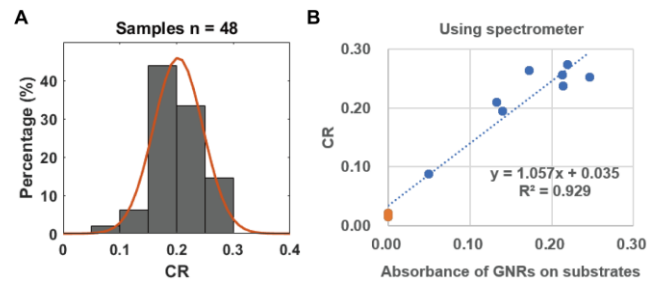 A
Samples n = 48
Percentage (%)
40
30
20
10
0
0
0.1
0.2
0.3
0.4
CR
B
Using spectrometer
CR
0.30
0.20
0.10
0.00
y = 1.057x + 0.035
R² = 0.929
0.00
0.10
0.20
0.30
Absorbance of GNRs on substrates